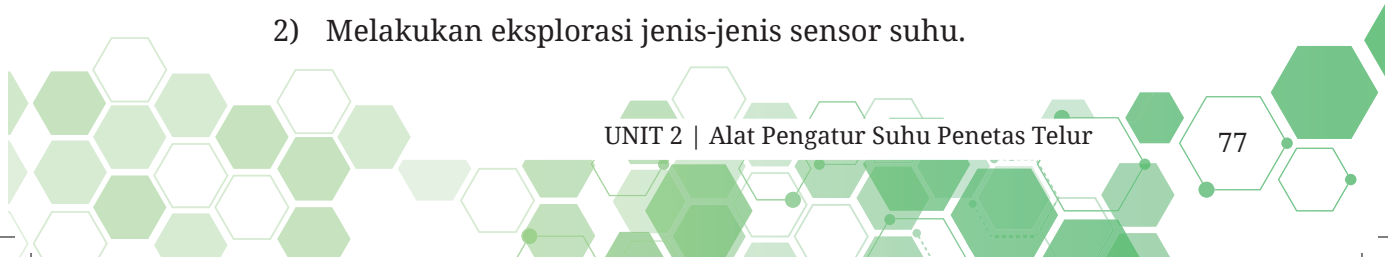 2) Melakukan eksplorasi jenis-jenis sensor suhu.
UNIT 2 | Alat Pengatur Suhu Penetas Telur
77